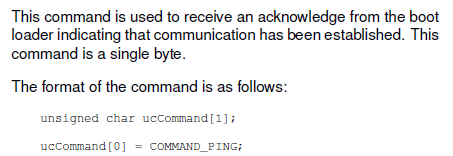 This command is used to receive an acknowledge from the boot
loader indicating that communication has been established. This
command is a single byte.
The format of the command is as follows:
unsigned char ucCommand[1];
ucCommand[0] = COMMAND_PING;